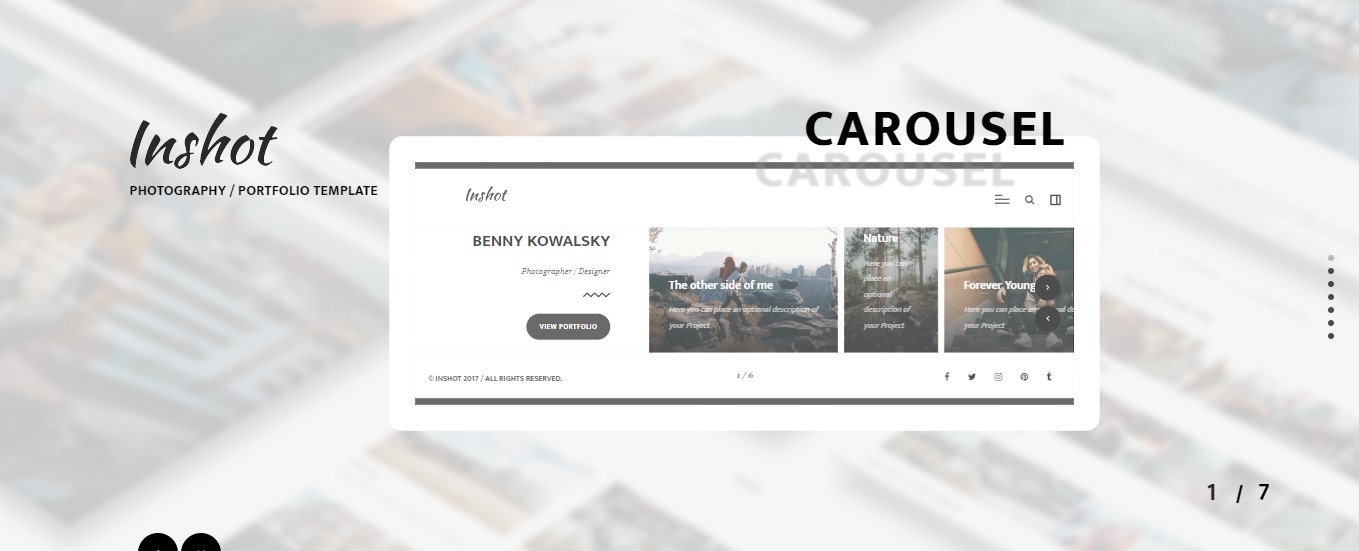 Inshot
PHOTOGRAPHY / PORTFOLIO TEMPLATE
CAROUSEL
CAROUSEL
Inshot
BENNY KOWALSKY
Photographer / Designer
VIEW PORTFOLIO
The other side of me
Here you can place an optional description of
your Project
Nature
Here you can
place an
optional
description of
your Project
Forever Young
Here you can place an
your Project
© INSHOT 2017 / ALL RIGHTS RESERVED.
1 / 6
1 / 7